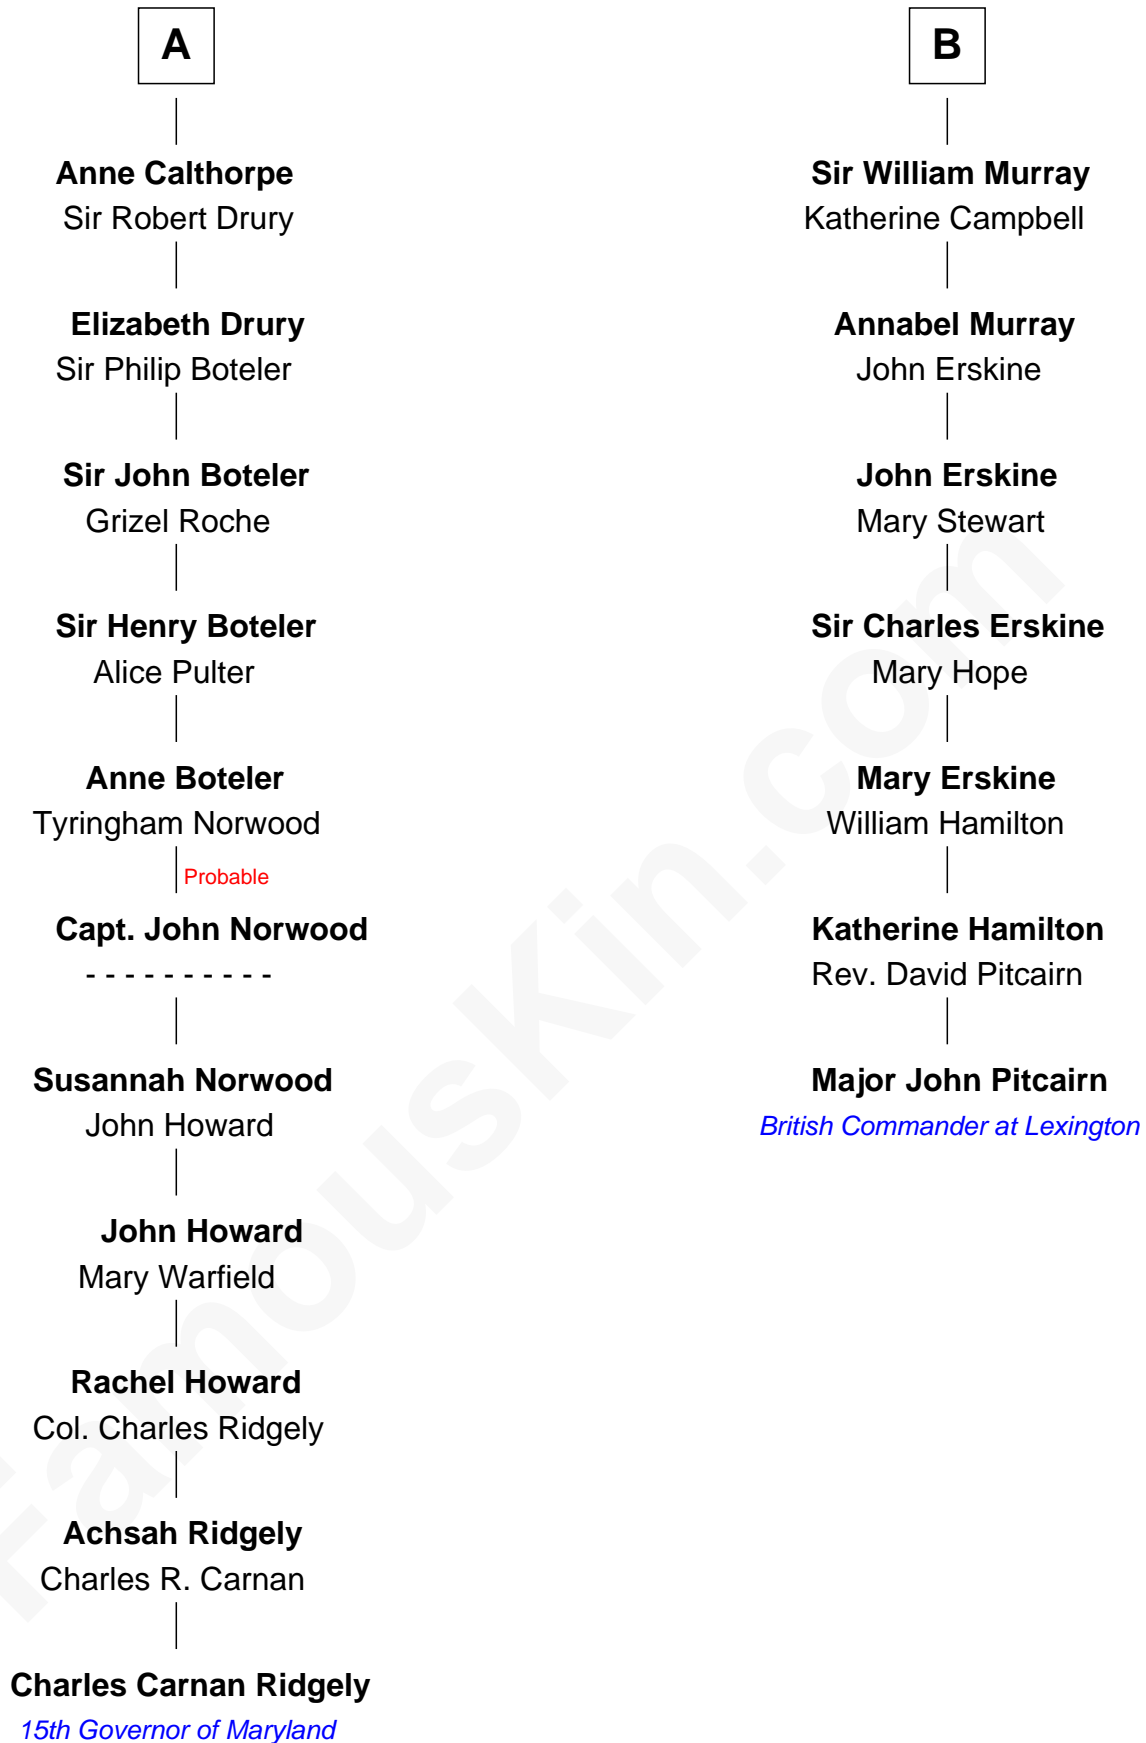 A
Anne Calthorpe
Sir Robert Drury
Elizabeth Drury
Sir Philip Boteler
Sir John Boteler
Grizel Roche
Sir Henry Boteler
Alice Pulter
Anne Boteler
Tyringham Norwood
Probable
Capt. John Norwood
- - - - - - - - - -
Susannah Norwood
John Howard
John Howard
Mary Warfield
Rachel Howard
Col. Charles Ridgely
Achsah Ridgely
Charles R. Carnan
Charles Carnan Ridgely
15th Governor of Maryland
B
Sir William Murray
Katherine Campbell
Annabel Murray
John Erskine
John Erskine
Mary Stewart
Sir Charles Erskine
Mary Hope
Mary Erskine
William Hamilton
Katherine Hamilton
Rev. David Pitcairn
Major John Pitcairn
British Commander at Lexington
FamousKin.com